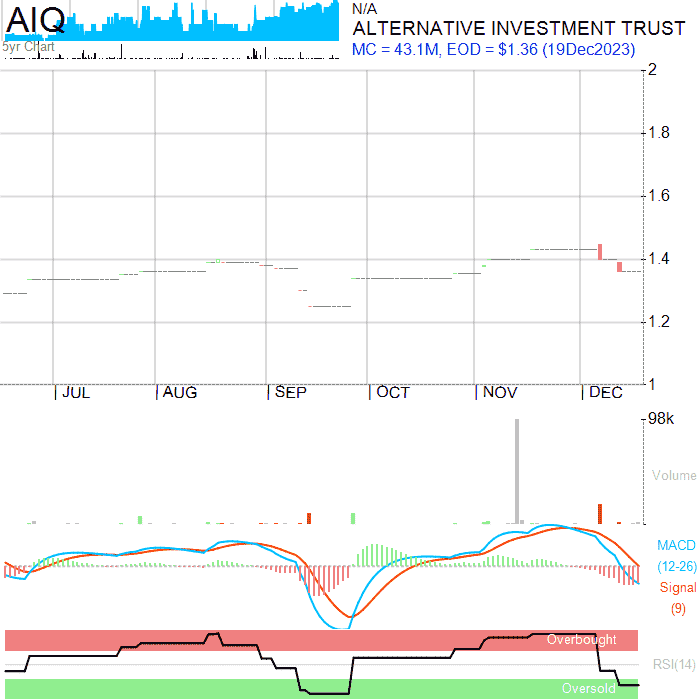 AIQ
5yr Chart
N/A
ALTERNATIVE INVESTMENT TRUST
MC = 43.1M, EOD = $1.36 (19Dec2023)
2
1.8
1.6
1.4
1.2
1
| JUL | AUG | SEP | OCT | NOV | DEC
98k
Volume
MACD
(12-26)
Signal
(9)
Overbought
RSI(14)
Oversold